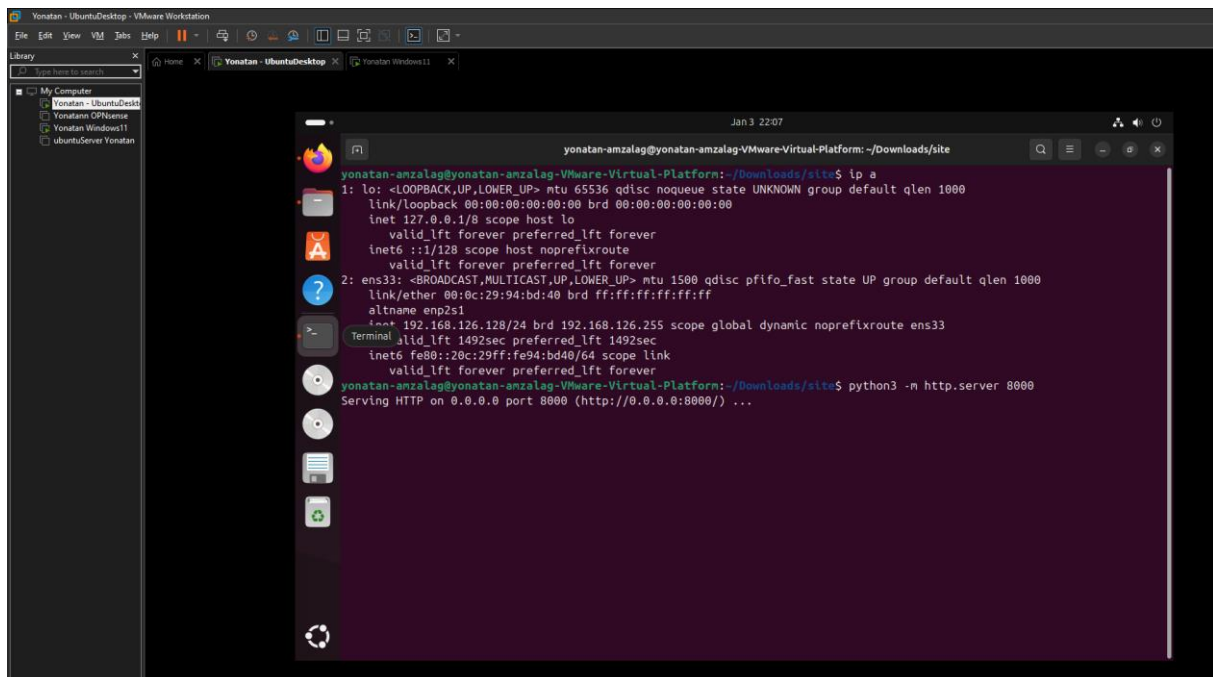 Yonatan - UbuntuDesktop - VMware Workstation
File Edit View VM Tabs Help
Library
Type here to search
My Computer
Yonatan - UbuntuDeskt
Yonatann OPNsense
Yonatan Windows11
ubuntuServer Yonatan
Home Yonatan - UbuntuDesktop Yonatan Windows11
Jan 3 22:07
yonatan-amzalag@yonatan-amzalag-VMware-Virtual-Platform: ~/Downloads/site
yonatan-amzalag@yonatan-amzalag-VMware-Virtual-Platform:~/Downloads/site$ ip a
1: lo: <LOOPBACK,UP,LOWER_UP> mtu 65536 qdisc noqueue state UNKNOWN group default qlen 1000
link/loopback 00:00:00:00:00:00 brd 00:00:00:00:00:00
inet 127.0.0.1/8 scope host lo
valid_lft forever preferred_lft forever
inet6 ::1/128 scope host noprefixroute
valid_lft forever preferred_lft forever
2: ens33: <BROADCAST,MULTICAST,UP,LOWER_UP> mtu 1500 qdisc pfifo_fast state UP group default qlen 1000
link/ether 00:0c:29:94:bd:40 brd ff:ff:ff:ff:ff:ff
altname enp2s1
inet 192.168.126.128/24 brd 192.168.126.255 scope global dynamic noprefixroute ens33
Terminal
alid_lft 1492sec preferred_lft 1492sec
inet6 fe80::20c:29ff:fe94:bd40/64 scope link
valid_lft forever preferred_lft forever
yonatan-amzalag@yonatan-amzalag-VMware-Virtual-Platform:~/Downloads/site$ python3 -m http.server 8000
Serving HTTP on 0.0.0.0 port 8000 (http://0.0.0.0:8000/) ...